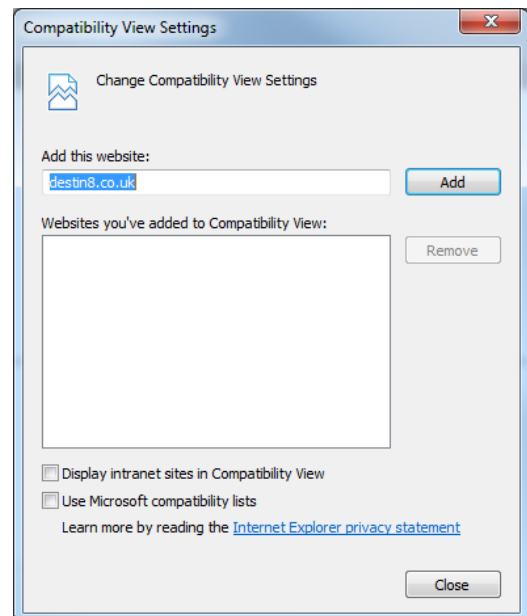 Compatibility View Settings
Change Compatibility View Settings
Add this website:
destin8.co.uk
Add
Websites you've added to Compatibility View:
Remove
Display intranet sites in Compatibility View
Use Microsoft compatibility lists
Learn more by reading the Internet Explorer privacy statement
Close